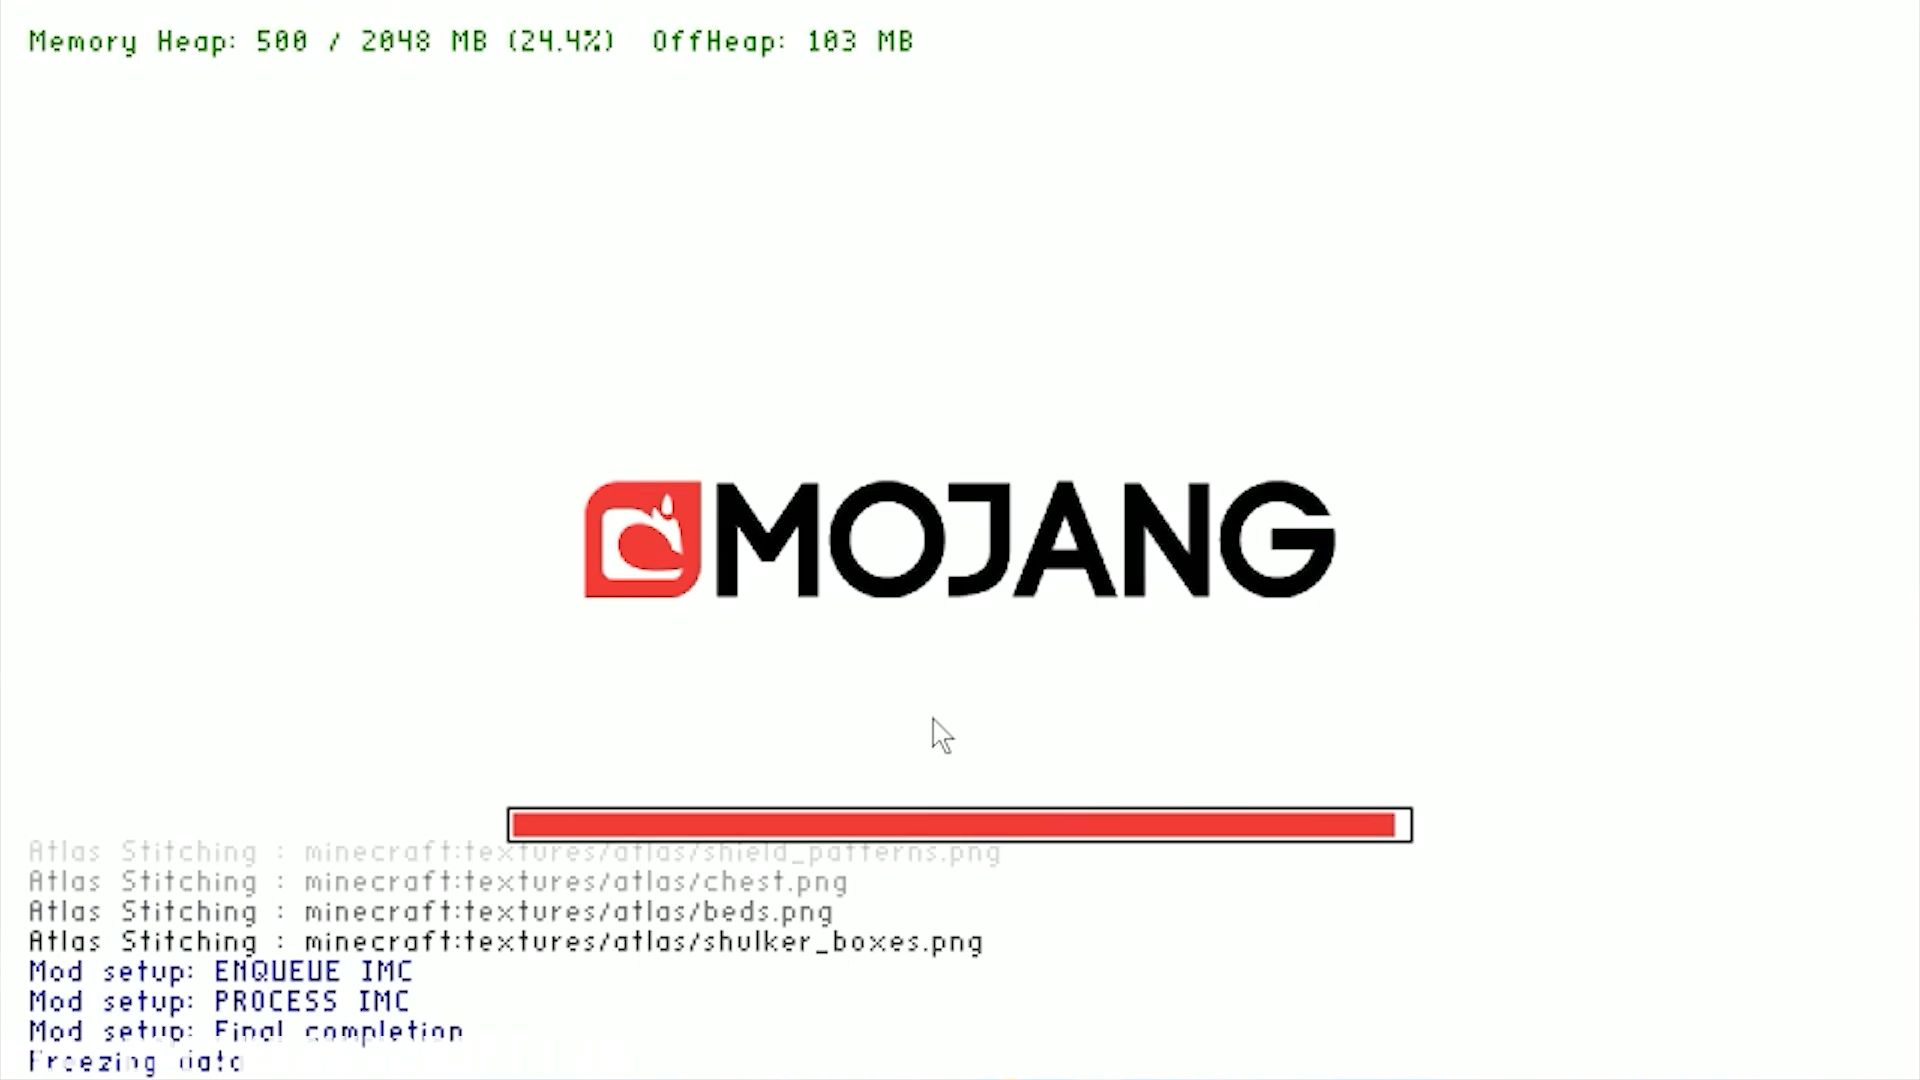 Memory Heap: 500 / 2048 MB (24.4%) OffHeap: 103 MB
MOJANG
Atlas Stitching : minecraft:textures/atlas/shield_patterns.png
Atlas Stitching : minecraft:textures/atlas/chest.png
Atlas Stitching : minecraft:textures/atlas/beds.png
Atlas Stitching : minecraft:textures/atlas/shulker_boxes.png
Mod setup: ENQUEUE IMC
Mod setup: PROCESS IMC
Mod setup: Final completion
Freezing data